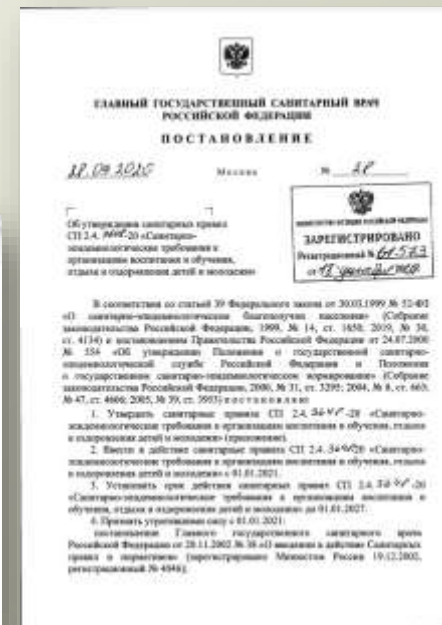 ГЛАВНЫЙ ГОСУДАРСТВЕННЫЙ САНИТАРНЫЙ ВРАЧ
РОССИЙСКОЙ ФЕДЕРАЦИИ
ПОСТАНОВЛЕНИЕ
28.09.2020 Москва № 28
МИНИСТЕРСТВО ЮСТИЦИИ РОССИЙСКОЙ ФЕДЕРАЦИИ
ЗАРЕГИСТРИРОВАНО
Регистрационный № 61573
от
Об утверждении санитарных правил
СП 2.4. -20 «Санитарно-
эпидемиологические требования к
организациям воспитания и обучения,
отдыха и оздоровления детей и молодежи»
В соответствии со статьей 39 Федерального закона от 30.03.1999 № 52-ФЗ
«О санитарно-эпидемиологическом благополучии населения» (Собрание
законодательства Российской Федерации, 1999, № 14, ст. 1650; 2019, № 30,
ст. 4134) и постановлением Правительства Российской Федерации от 24.07.2000
№ 554 «Об утверждении Положения о государственной санитарно-
эпидемиологической службе Российской Федерации и Положения
о государственном санитарно-эпидемиологическом нормировании» (Собрание
законодательства Российской Федерации, 2000, № 31, ст. 3295; 2004, № 8, ст. 663;
№ 47, ст. 4666; 2005, № 39, ст. 3953) постановляю:
1. Утвердить санитарные правила СП 2.4.3648-20 «Санитарно-
эпидемиологические требования к организациям воспитания и обучения, отдыха
и оздоровления детей и молодежи» (приложение).
2. Ввести в действие санитарные правила СП 2.4.3648-20 «Санитарно-
эпидемиологические требования к организациям воспитания и обучения, отдыха
и оздоровления детей и молодежи» с 01.01.2021.
3. Установить срок действия санитарных правил СП 2.4.3648-20
«Санитарно-эпидемиологические требования к организациям воспитания и
обучения, отдыха и оздоровления детей и молодежи» до 01.01.2027.
4. Признать утратившими силу с 01.01.2021:
постановление Главного государственного санитарного врача
Российской Федерации от 20.11.2002 № 38 «О введении в действие Санитарных
правил и нормативов» (зарегистрировано Минюстом России 19.12.2002,
регистрационный № 4046);